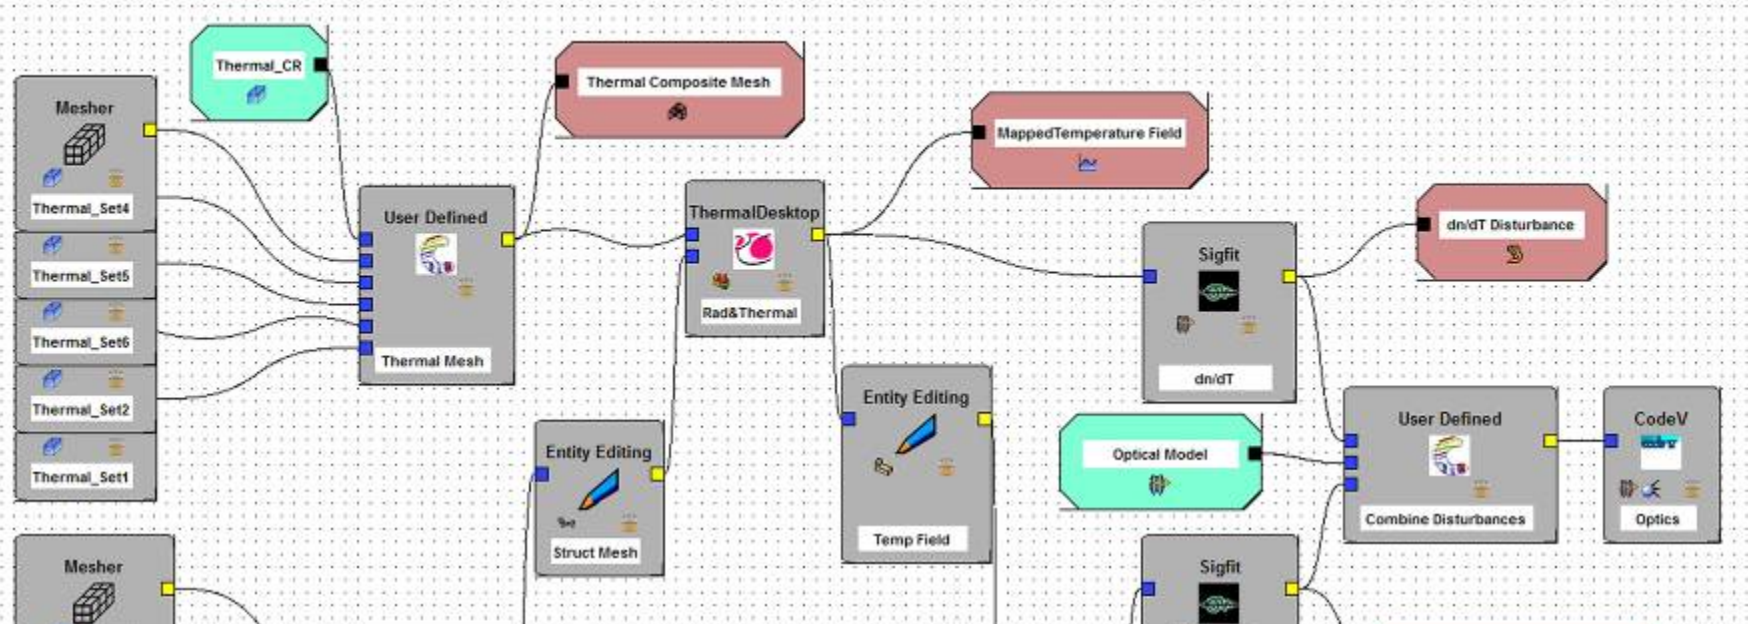 Thermal_CR
Thermal Composite Mesh
Mesher
MappedTemperature Field
Thermal_Set4
User Defined
ThermalDesktop
dn/dT Disturbance
Sigfit
Thermal_Set5
Rad&Thermal
Thermal_Set6
Thermal Mesh
dn/dT
Entity Editing
Thermal_Set2
User Defined
CodeV
Entity Editing
Optical Model
Thermal_Set1
Combine Disturbances
Optics
Struct Mesh
Temp Field
Mesher
Sigfit